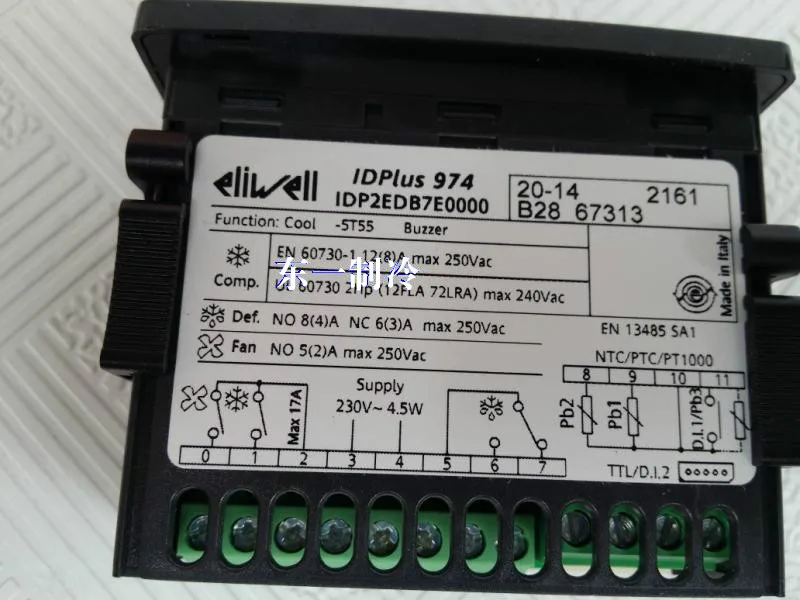 eliwell
IDPlus 974
IDP2EDB7E0000
20-14 2161
B28 67313
Function: Cool -5T55 Buzzer
EN 60730-1 12(8)A max 250Vac
东一制冷
Comp.
60730 2Hp (12FLA 72LRA) max 240Vac
Made in Italy
Def. NO 8(4)A NC 6(3)A max 250Vac
EN 13485 SA1
Fan NO 5(2)A max 250Vac
NTC/PTC/PT1000
8 9 10 11
Max 17A
Supply
230V~ 4.5W
Pb2
Pb1
D.I.1/Pb3
0 1 2 3 4 5 6 7
TTL/D.I.2